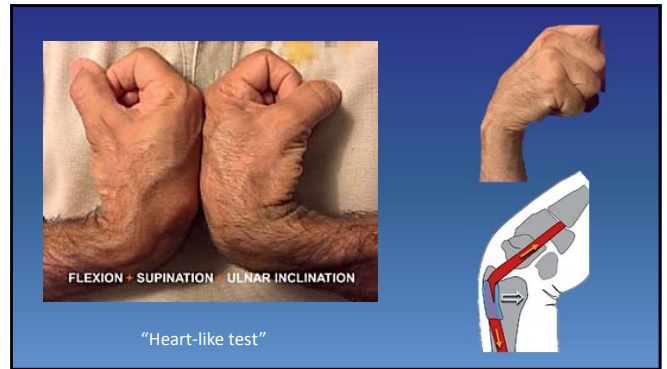 FLEXION + SUPINATION + ULNAR INCLINATION
“Heart-like test”